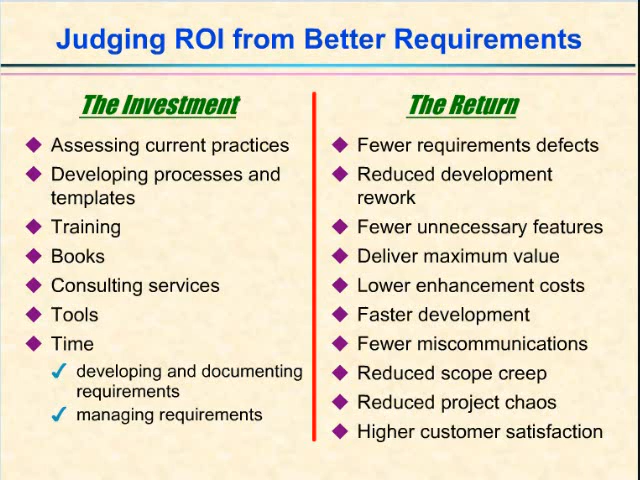 Judging ROI from Better Requirements
The Investment
Assessing current practices
Developing processes and
templates
Training
Books
Consulting services
Tools
Time
developing and documenting
requirements
managing requirements
The Return
Fewer requirements defects
Reduced development
rework
Fewer unnecessary features
Deliver maximum value
Lower enhancement costs
Faster development
Fewer miscommunications
Reduced scope creep
Reduced project chaos
Higher customer satisfaction